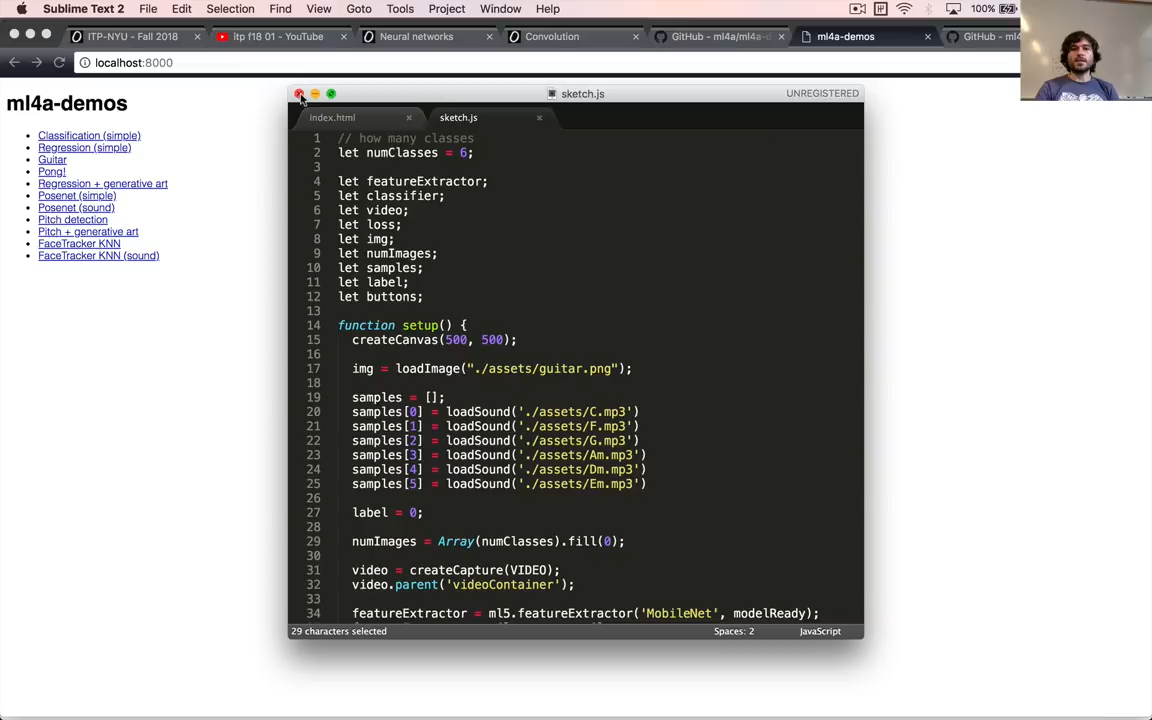 Sublime Text 2 File Edit Selection Find View Goto Tools Project Window Help 100%
ITP-NYU - Fall 2018 × itp f18 01 - YouTube × Neural networks × Convolution × GitHub - ml4a/ml4a-d × ml4a-demos × GitHub - ml4
localhost:8000
ml4a-demos
Classification (simple)
Regression (simple)
Guitar
Pong!
Regression + generative art
Posenet (simple)
Posenet (sound)
Pitch detection
Pitch + generative art
FaceTracker KNN
FaceTracker KNN (sound)
sketch.js UNREGISTERED
index.html × sketch.js ×
1 // how many classes
2 let numClasses = 6;
3
4 let featureExtractor;
5 let classifier;
6 let video;
7 let loss;
8 let img;
9 let numImages;
10 let samples;
11 let label;
12 let buttons;
13
14 function setup() {
15 createCanvas(500, 500);
16
17 img = loadImage("./assets/guitar.png");
18
19 samples = [];
20 samples[0] = loadSound('./assets/C.mp3')
21 samples[1] = loadSound('./assets/F.mp3')
22 samples[2] = loadSound('./assets/G.mp3')
23 samples[3] = loadSound('./assets/Am.mp3')
24 samples[4] = loadSound('./assets/Dm.mp3')
25 samples[5] = loadSound('./assets/Em.mp3')
26
27 label = 0;
28
29 numImages = Array(numClasses).fill(0);
30
31 video = createCapture(VIDEO);
32 video.parent('videoContainer');
33
34 featureExtractor = ml5.featureExtractor('MobileNet', modelReady);
29 characters selected Spaces: 2 JavaScript